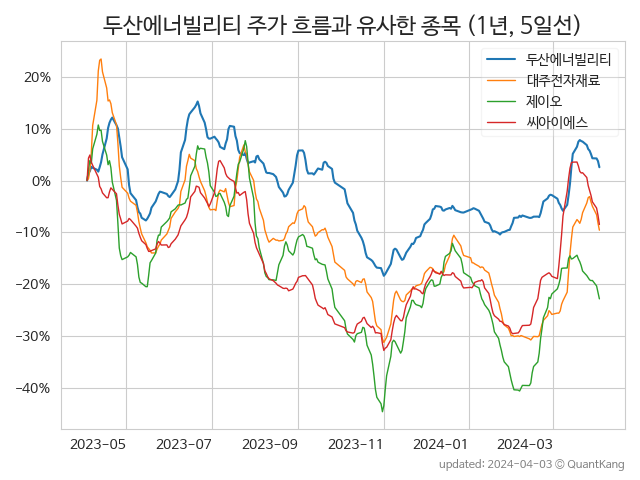 두산에너빌리티 주가 흐름과 유사한 종목 (1년, 5일선)
두산에너빌리티
대주전자재료
제이오
씨아이에스
20%
10%
0%
−10%
−20%
−30%
−40%
2023-05 2023-07 2023-09 2023-11 2024-01 2024-03
updated: 2024-04-03 © QuantKang